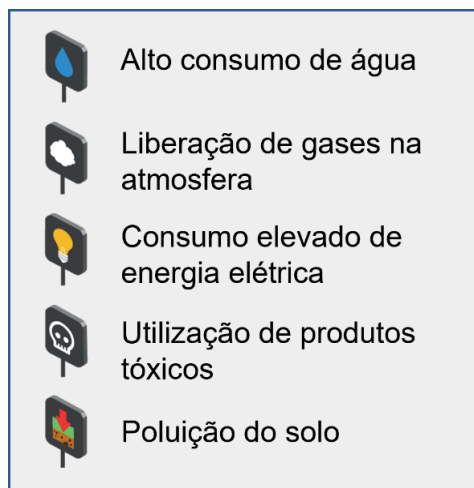 Alto consumo de água
Liberação de gases na
atmosfera
Consumo elevado de
energia elétrica
Utilização de produtos
tóxicos
Poluição do solo